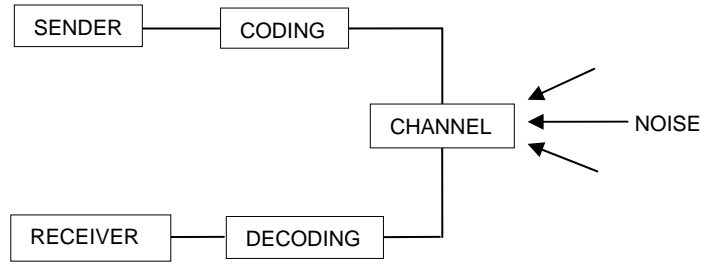 SENDER
CODING
CHANNEL
NOISE
RECEIVER
DECODING